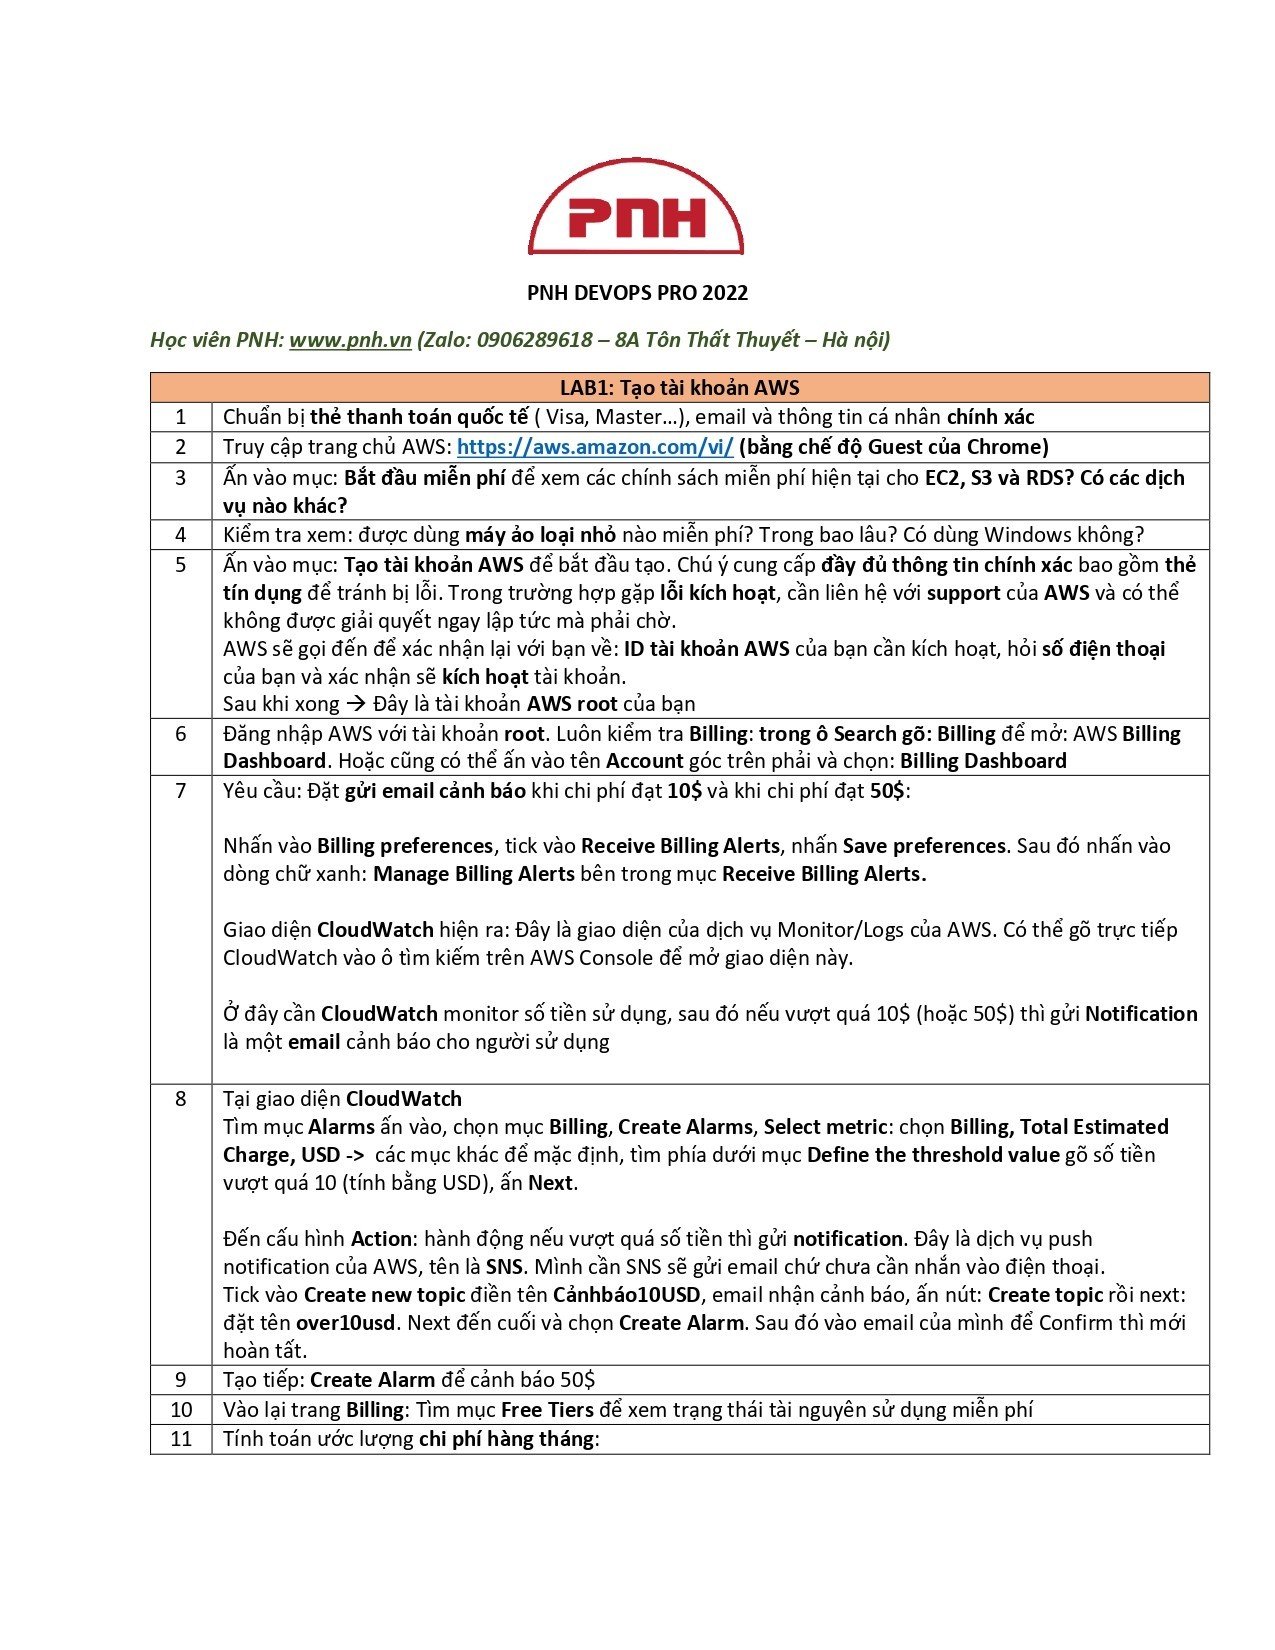 PNH
PNH DEVOPS PRO 2022
Học viên PNH: www.pnh.vn (Zalo: 0906289618 – 8A Tôn Thất Thuyết – Hà nội)
LAB1: Tạo tài khoản AWS
1 Chuẩn bị thẻ thanh toán quốc tế ( Visa, Master...), email và thông tin cá nhân chính xác
2 Truy cập trang chủ AWS: https://aws.amazon.com/vi/ (bằng chế độ Guest của Chrome)
3 Ấn vào mục: Bắt đầu miễn phí để xem các chính sách miễn phí hiện tại cho EC2, S3 và RDS? Có các dịch
vụ nào khác?
4 Kiểm tra xem: được dùng máy ảo loại nhỏ nào miễn phí? Trong bao lâu? Có dùng Windows không?
5 Ấn vào mục: Tạo tài khoản AWS để bắt đầu tạo. Chú ý cung cấp đầy đủ thông tin chính xác bao gồm thẻ
tín dụng để tránh bị lỗi. Trong trường hợp gặp lỗi kích hoạt, cần liên hệ với support của AWS và có thể
không được giải quyết ngay lập tức mà phải chờ.
AWS sẽ gọi đến để xác nhận lại với bạn về: ID tài khoản AWS của bạn cần kích hoạt, hỏi số điện thoại
của bạn và xác nhận sẽ kích hoạt tài khoản.
Sau khi xong → Đây là tài khoản AWS root của bạn
6 Đăng nhập AWS với tài khoản root. Luôn kiểm tra Billing: trong ô Search gõ: Billing để mở: AWS Billing
Dashboard. Hoặc cũng có thể ấn vào tên Account góc trên phải và chọn: Billing Dashboard
7 Yêu cầu: Đặt gửi email cảnh báo khi chi phí đạt 10$ và khi chi phí đạt 50$:
Nhấn vào Billing preferences, tick vào Receive Billing Alerts, nhấn Save preferences. Sau đó nhấn vào
dòng chữ xanh: Manage Billing Alerts bên trong mục Receive Billing Alerts.
Giao diện CloudWatch hiện ra: Đây là giao diện của dịch vụ Monitor/Logs của AWS. Có thể gõ trực tiếp
CloudWatch vào ô tìm kiếm trên AWS Console để mở giao diện này.
Ở đây cần CloudWatch monitor số tiền sử dụng, sau đó nếu vượt quá 10$ (hoặc 50$) thì gửi Notification
là một email cảnh báo cho người sử dụng
8 Tại giao diện CloudWatch
Tìm mục Alarms ấn vào, chọn mục Billing, Create Alarms, Select metric: chọn Billing, Total Estimated
Charge, USD -> các mục khác để mặc định, tìm phía dưới mục Define the threshold value gõ số tiền
vượt quá 10 (tính bằng USD), ấn Next.
Đến cấu hình Action: hành động nếu vượt quá số tiền thì gửi notification. Đây là dịch vụ push
notification của AWS, tên là SNS. Mình cần SNS sẽ gửi email chứ chưa cần nhắn vào điện thoại.
Tick vào Create new topic điền tên Cảnhbáo10USD, email nhận cảnh báo, ấn nút: Create topic rồi next:
đặt tên over10usd. Next đến cuối và chọn Create Alarm. Sau đó vào email của mình để Confirm thì mới
hoàn tất.
9 Tạo tiếp: Create Alarm để cảnh báo 50$
10 Vào lại trang Billing: Tìm mục Free Tiers để xem trạng thái tài nguyên sử dụng miễn phí
11 Tính toán ước lượng chi phí hàng tháng: